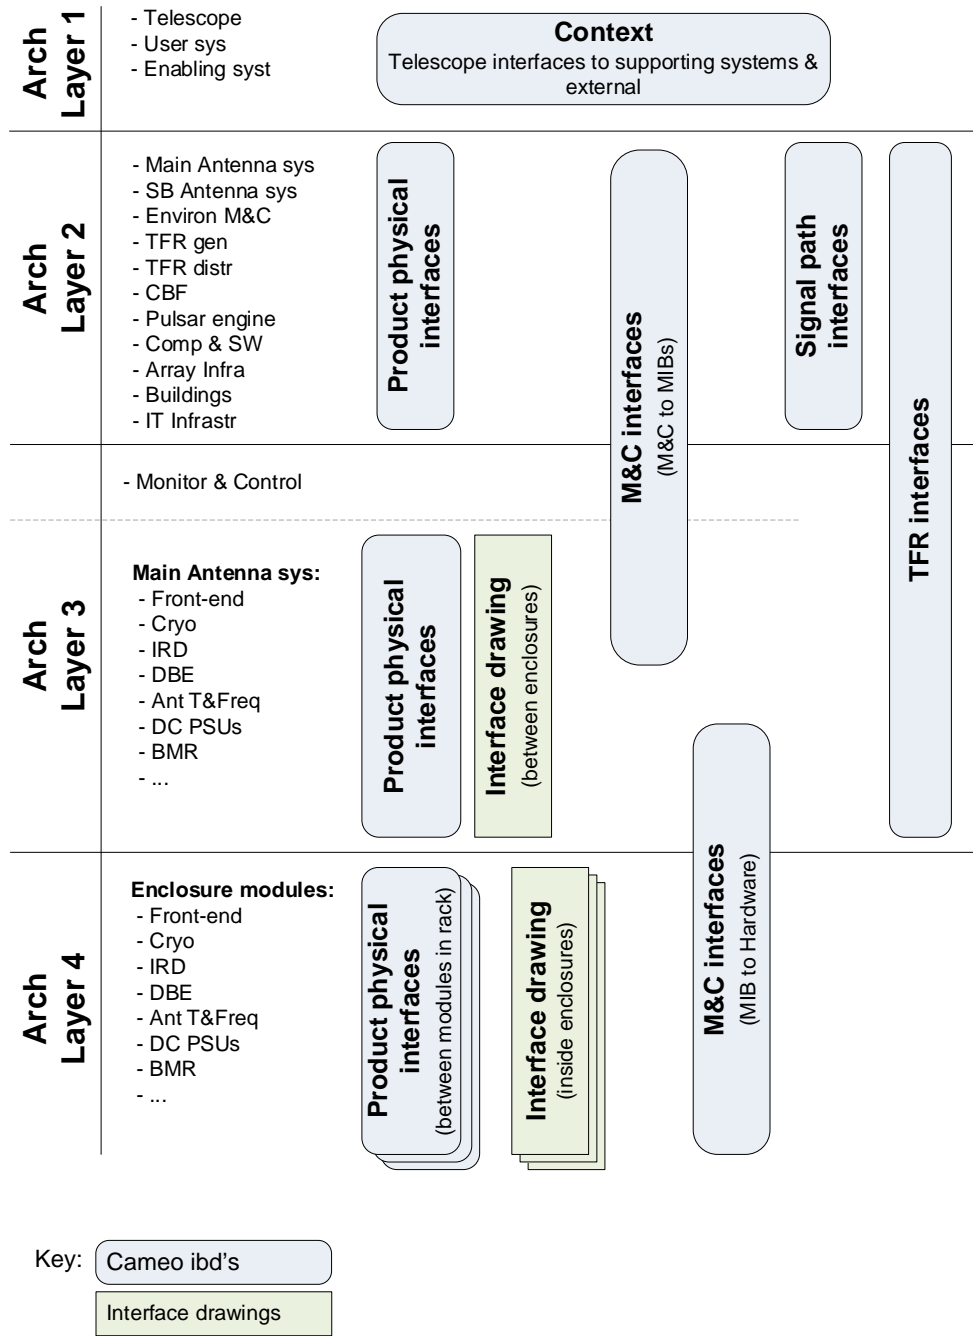 Arch
Layer 1
- Telescope
- User sys
- Enabling syst
Context
Telescope interfaces to supporting systems &
external
Arch
Layer 2
- Main Antenna sys
- SB Antenna sys
- Environ M&C
- TFR gen
- TFR distr
- CBF
- Pulsar engine
- Comp & SW
- Array Infra
- Buildings
- IT Infrastr
Product physical
interfaces
M&C interfaces
(M&C to MIBs)
Signal path
interfaces
TFR interfaces
- Monitor & Control
Arch
Layer 3
Main Antenna sys:
- Front-end
- Cryo
- IRD
- DBE
- Ant T&Freq
- DC PSUs
- BMR
- ...
Product physical
interfaces
Interface drawing
(between enclosures)
M&C interfaces
(MIB to Hardware)
Arch
Layer 4
Enclosure modules:
- Front-end
- Cryo
- IRD
- DBE
- Ant T&Freq
- DC PSUs
- BMR
- ...
Product physical
interfaces
(between modules in rack)
Interface drawing
(inside enclosures)
Key:
Cameo ibd's
Interface drawings